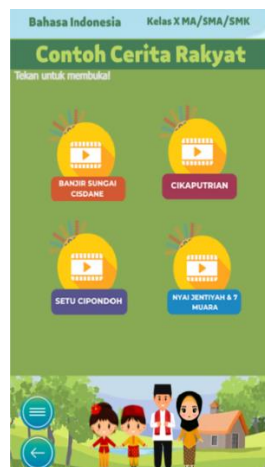 Bahasa Indonesia
Kelas X MA/SMA/SMK
Contoh Cerita Rakyat
Tekan untuk membuka!
BANJIR SUNGAI
CISDANE
CIKAPUTRIAN
SETU CIPONDOH
NYAI JENTIYAH & 7
MUARA